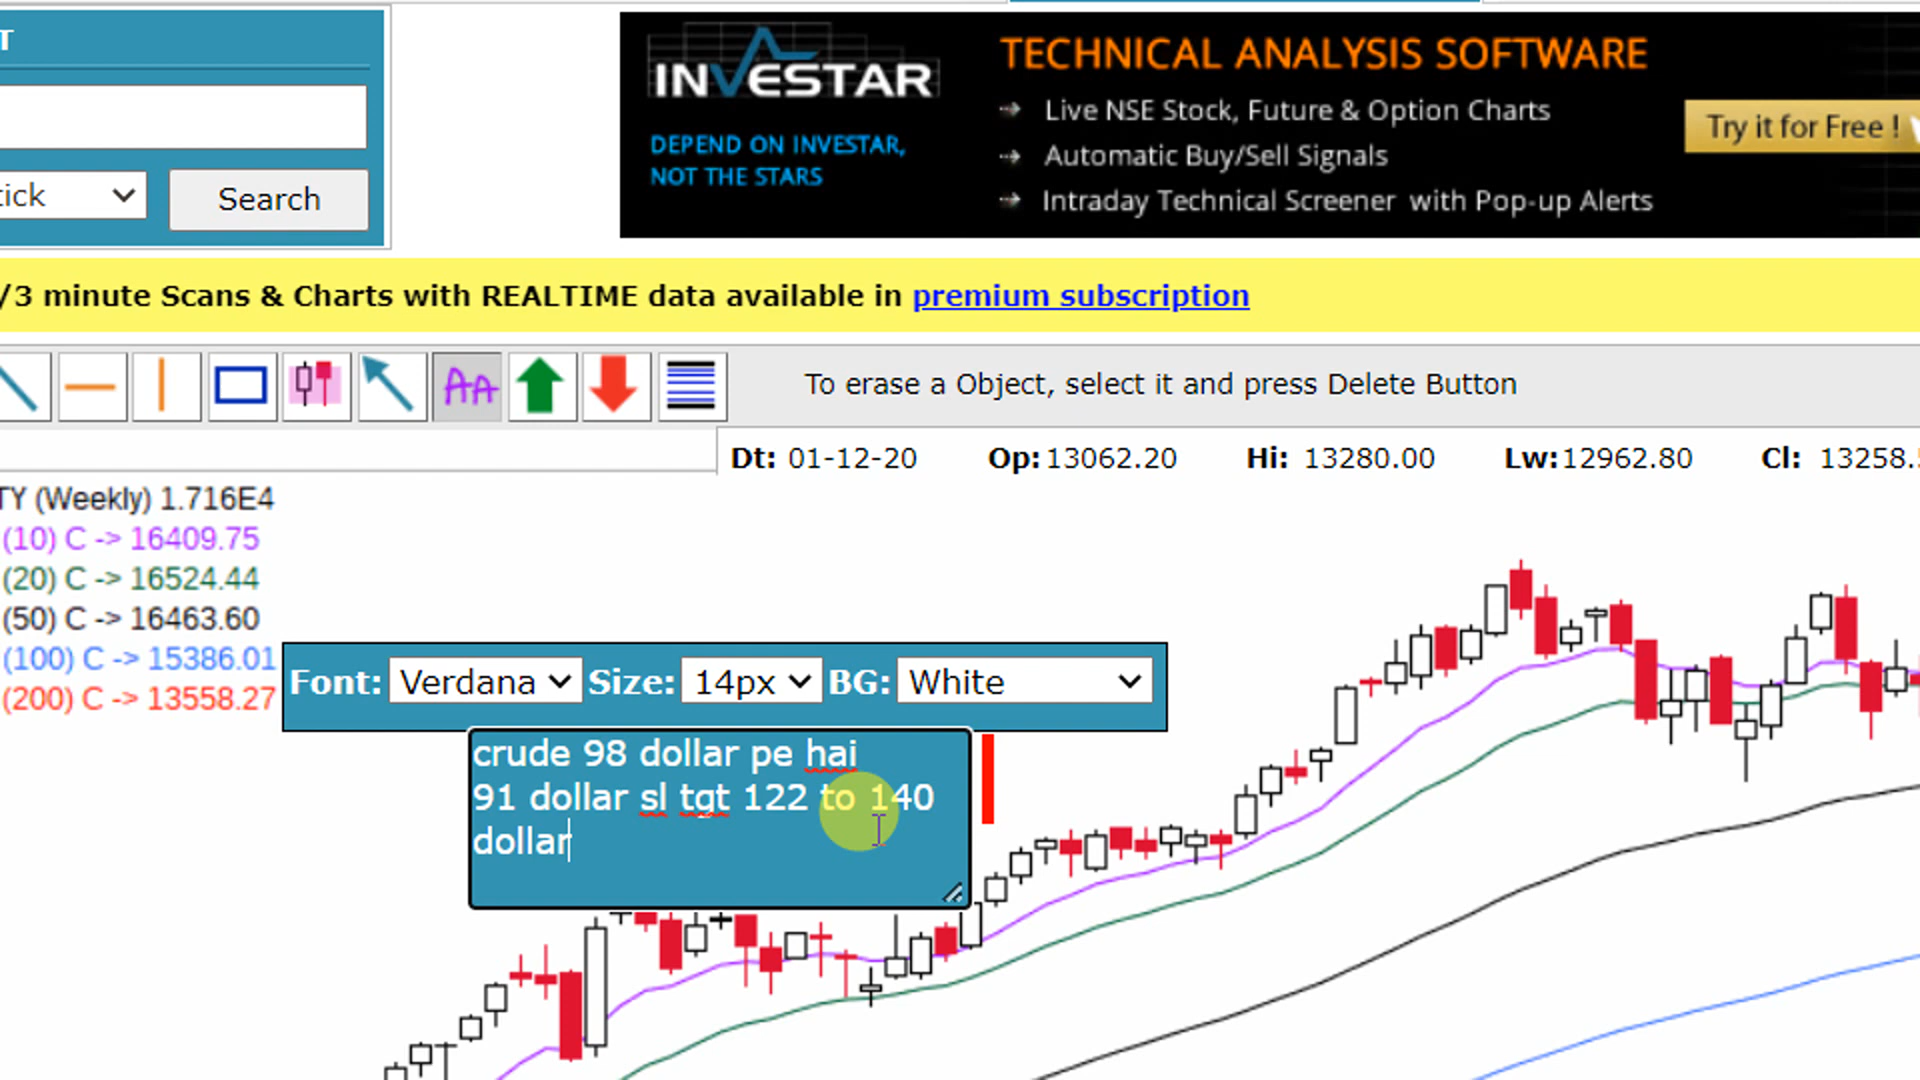 T
INVESTAR
DEPEND ON INVESTAR,
NOT THE STARS
TECHNICAL ANALYSIS SOFTWARE
Live NSE Stock, Future & Option Charts
Automatic Buy/Sell Signals
Intraday Technical Screener with Pop-up Alerts
Try it for Free !
tick
Search
/3 minute Scans & Charts with REALTIME data available in premium subscription
AA
To erase a Object, select it and press Delete Button
Dt: 01-12-20 Op: 13062.20 Hi: 13280.00 Lw: 12962.80 Cl: 13258.
TY (Weekly) 1.716E4
(10) C -> 16409.75
(20) C -> 16524.44
(50) C -> 16463.60
(100) C -> 15386.01
(200) C -> 13558.27
Font: Verdana Size: 14px BG: White
crude 98 dollar pe hai
91 dollar sl tgt 122 to 140
dollar